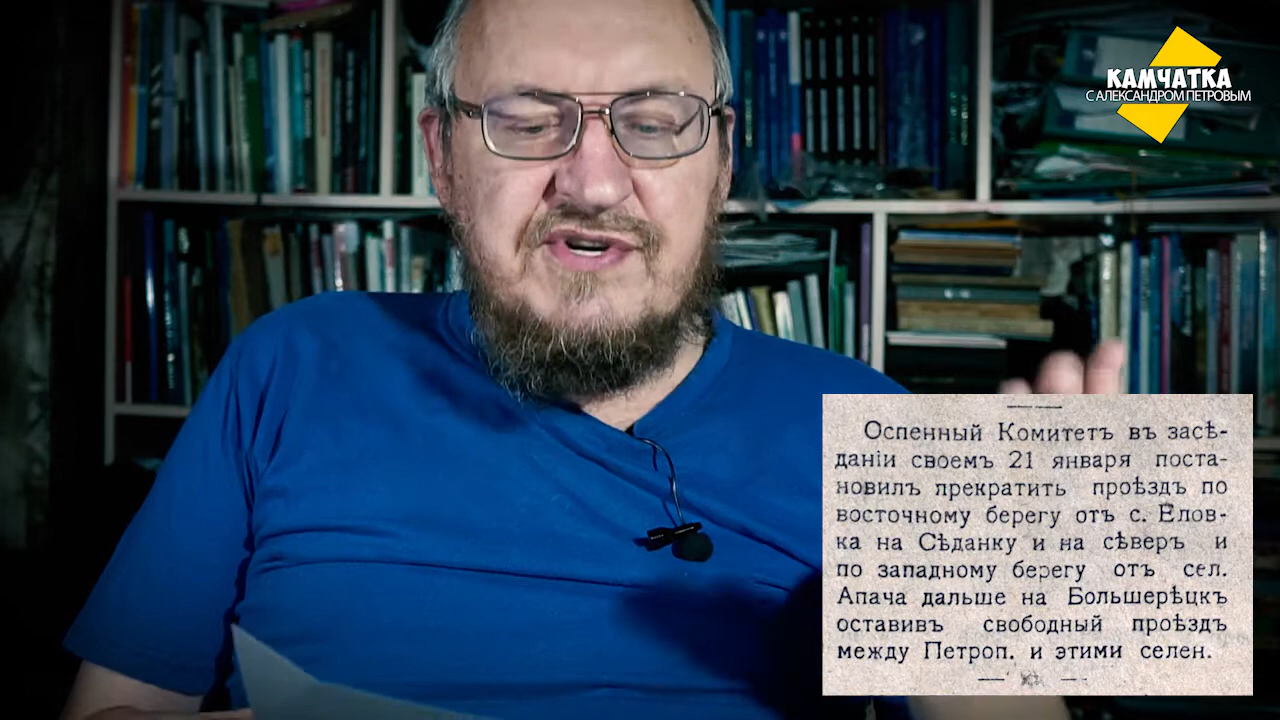 КАМЧАТКА
С АЛЕКСАНДРОМ ПЕТРОВЫМ
Оспенный Комитетъ въ засѣ-
данiи своемъ 21 января поста-
новилъ прекратить проѣздъ по
восточному берегу отъ с. Елов-
ка на Сѣданку и на сѣверъ и
по западному берегу отъ сел.
Апача дальше на Большерѣцкъ
оставивъ свободный проѣздъ
между Петроп. и этими селен.